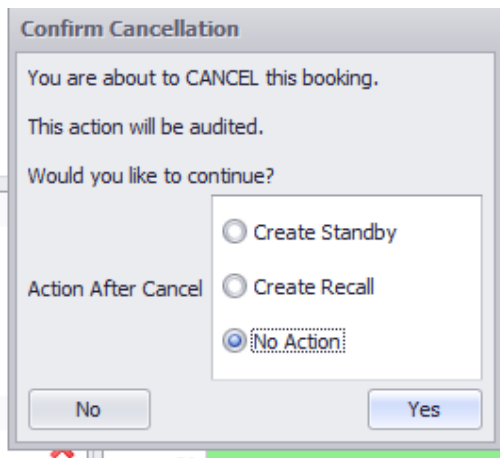 Confirm Cancellation
You are about to CANCEL this booking.
This action will be audited.
Would you like to continue?
Create Standby
Action After Cancel
Create Recall
No Action
No
Yes